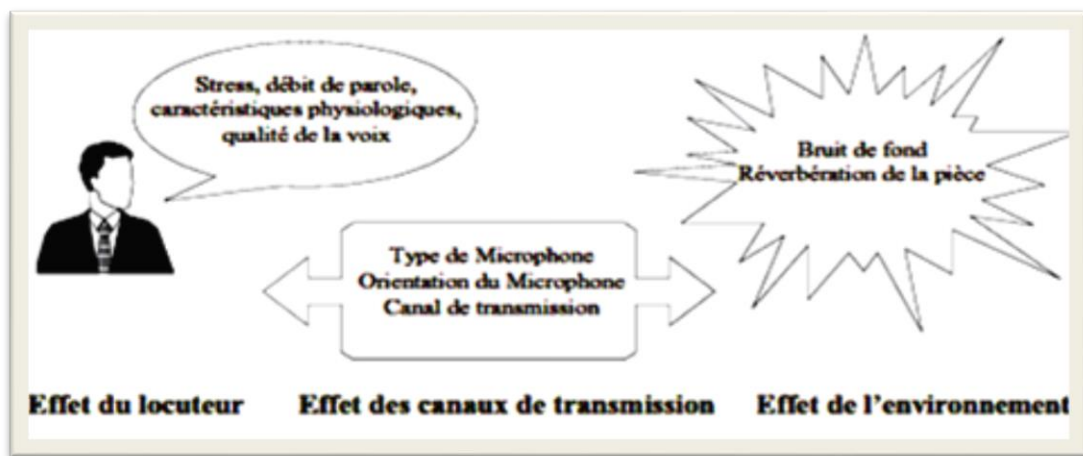 Stress, débit de parole,
caractéristiques physiologiques,
qualité de la voix
Bruit de fond
Réverbération de la pièce
Type de Microphone
Orientation du Microphone
Canal de transmission
Effet du locuteur
Effet des canaux de transmission
Effet de l'environnement